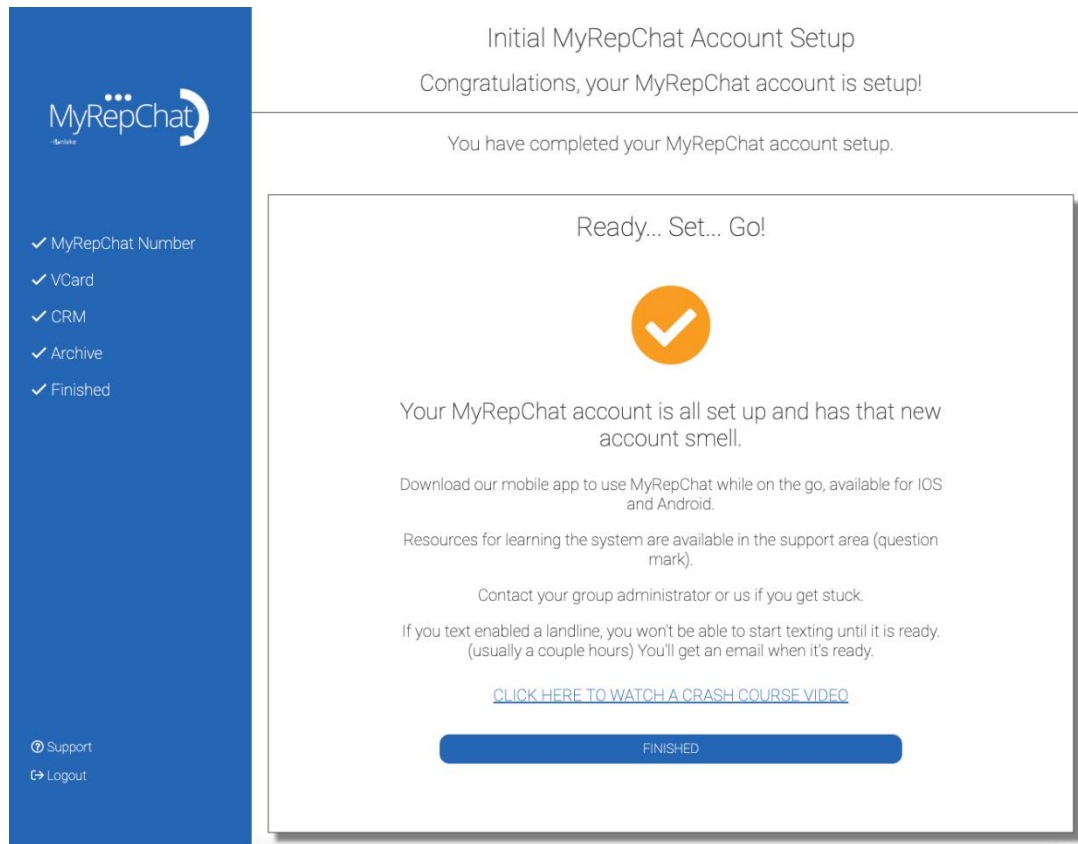 MyRepChat
✓ MyRepChat Number
✓ VCard
✓ CRM
✓ Archive
✓ Finished
Support
Logout
Initial MyRepChat Account Setup
Congratulations, your MyRepChat account is setup!
You have completed your MyRepChat account setup.
Ready... Set... Go!
Your MyRepChat account is all set up and has that new
account smell.
Download our mobile app to use MyRepChat while on the go, available for IOS
and Android.
Resources for learning the system are available in the support area (question
mark).
Contact your group administrator or us if you get stuck.
If you text enabled a landline, you won't be able to start texting until it is ready.
(usually a couple hours) You'll get an email when it's ready.
CLICK HERE TO WATCH A CRASH COURSE VIDEO
FINISHED